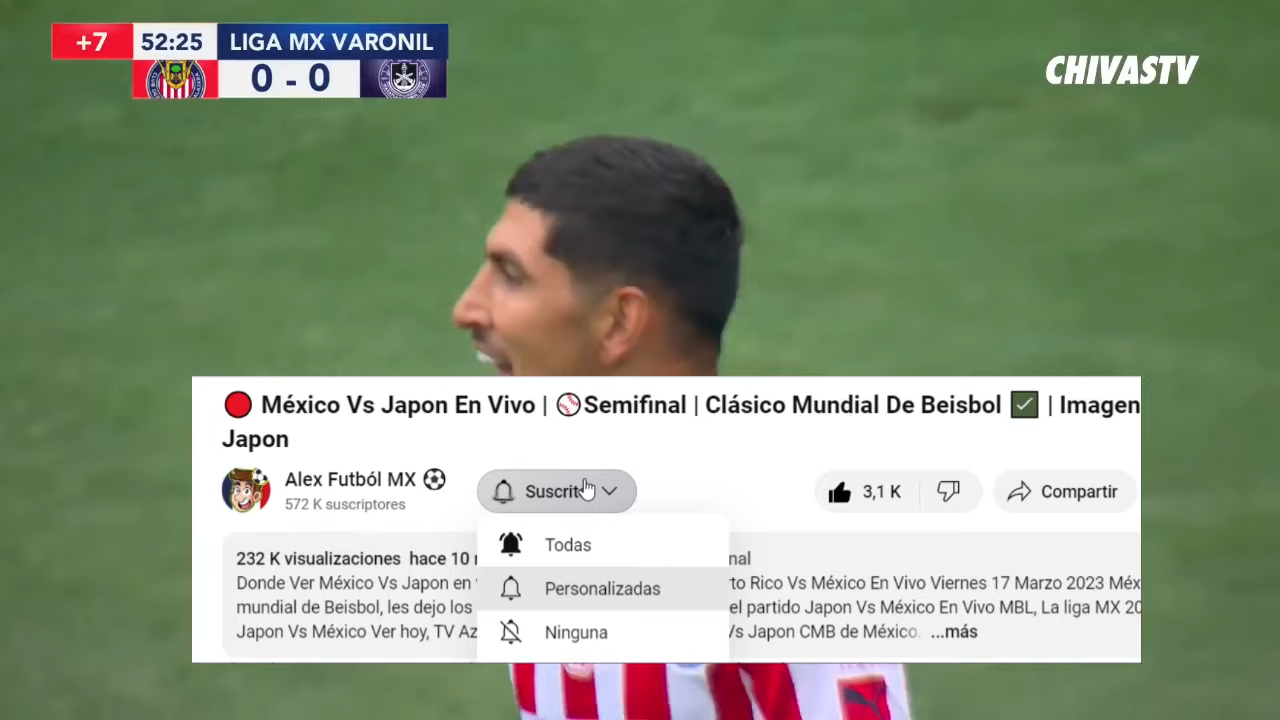 +7 52:25 LIGA MX VARONIL
0 - 0
CHIVASTV
México Vs Japon En Vivo | Semifinal | Clásico Mundial De Beisbol | Imagen
Japon
Alex Futból MX
572 K suscriptores
3,1 K
Compartir
Todas
Personalizadas
Ninguna
232 K visualizaciones hace 10
nal
Donde Ver México Vs Japon en
to Rico Vs México En Vivo Viernes 17 Marzo 2023 Méx
mundial de Beisbol, les dejo los
el partido Japon Vs México En Vivo MBL, La liga MX 20
Japon Vs México Ver hoy, TV Az
s Japon CMB de México. ...más